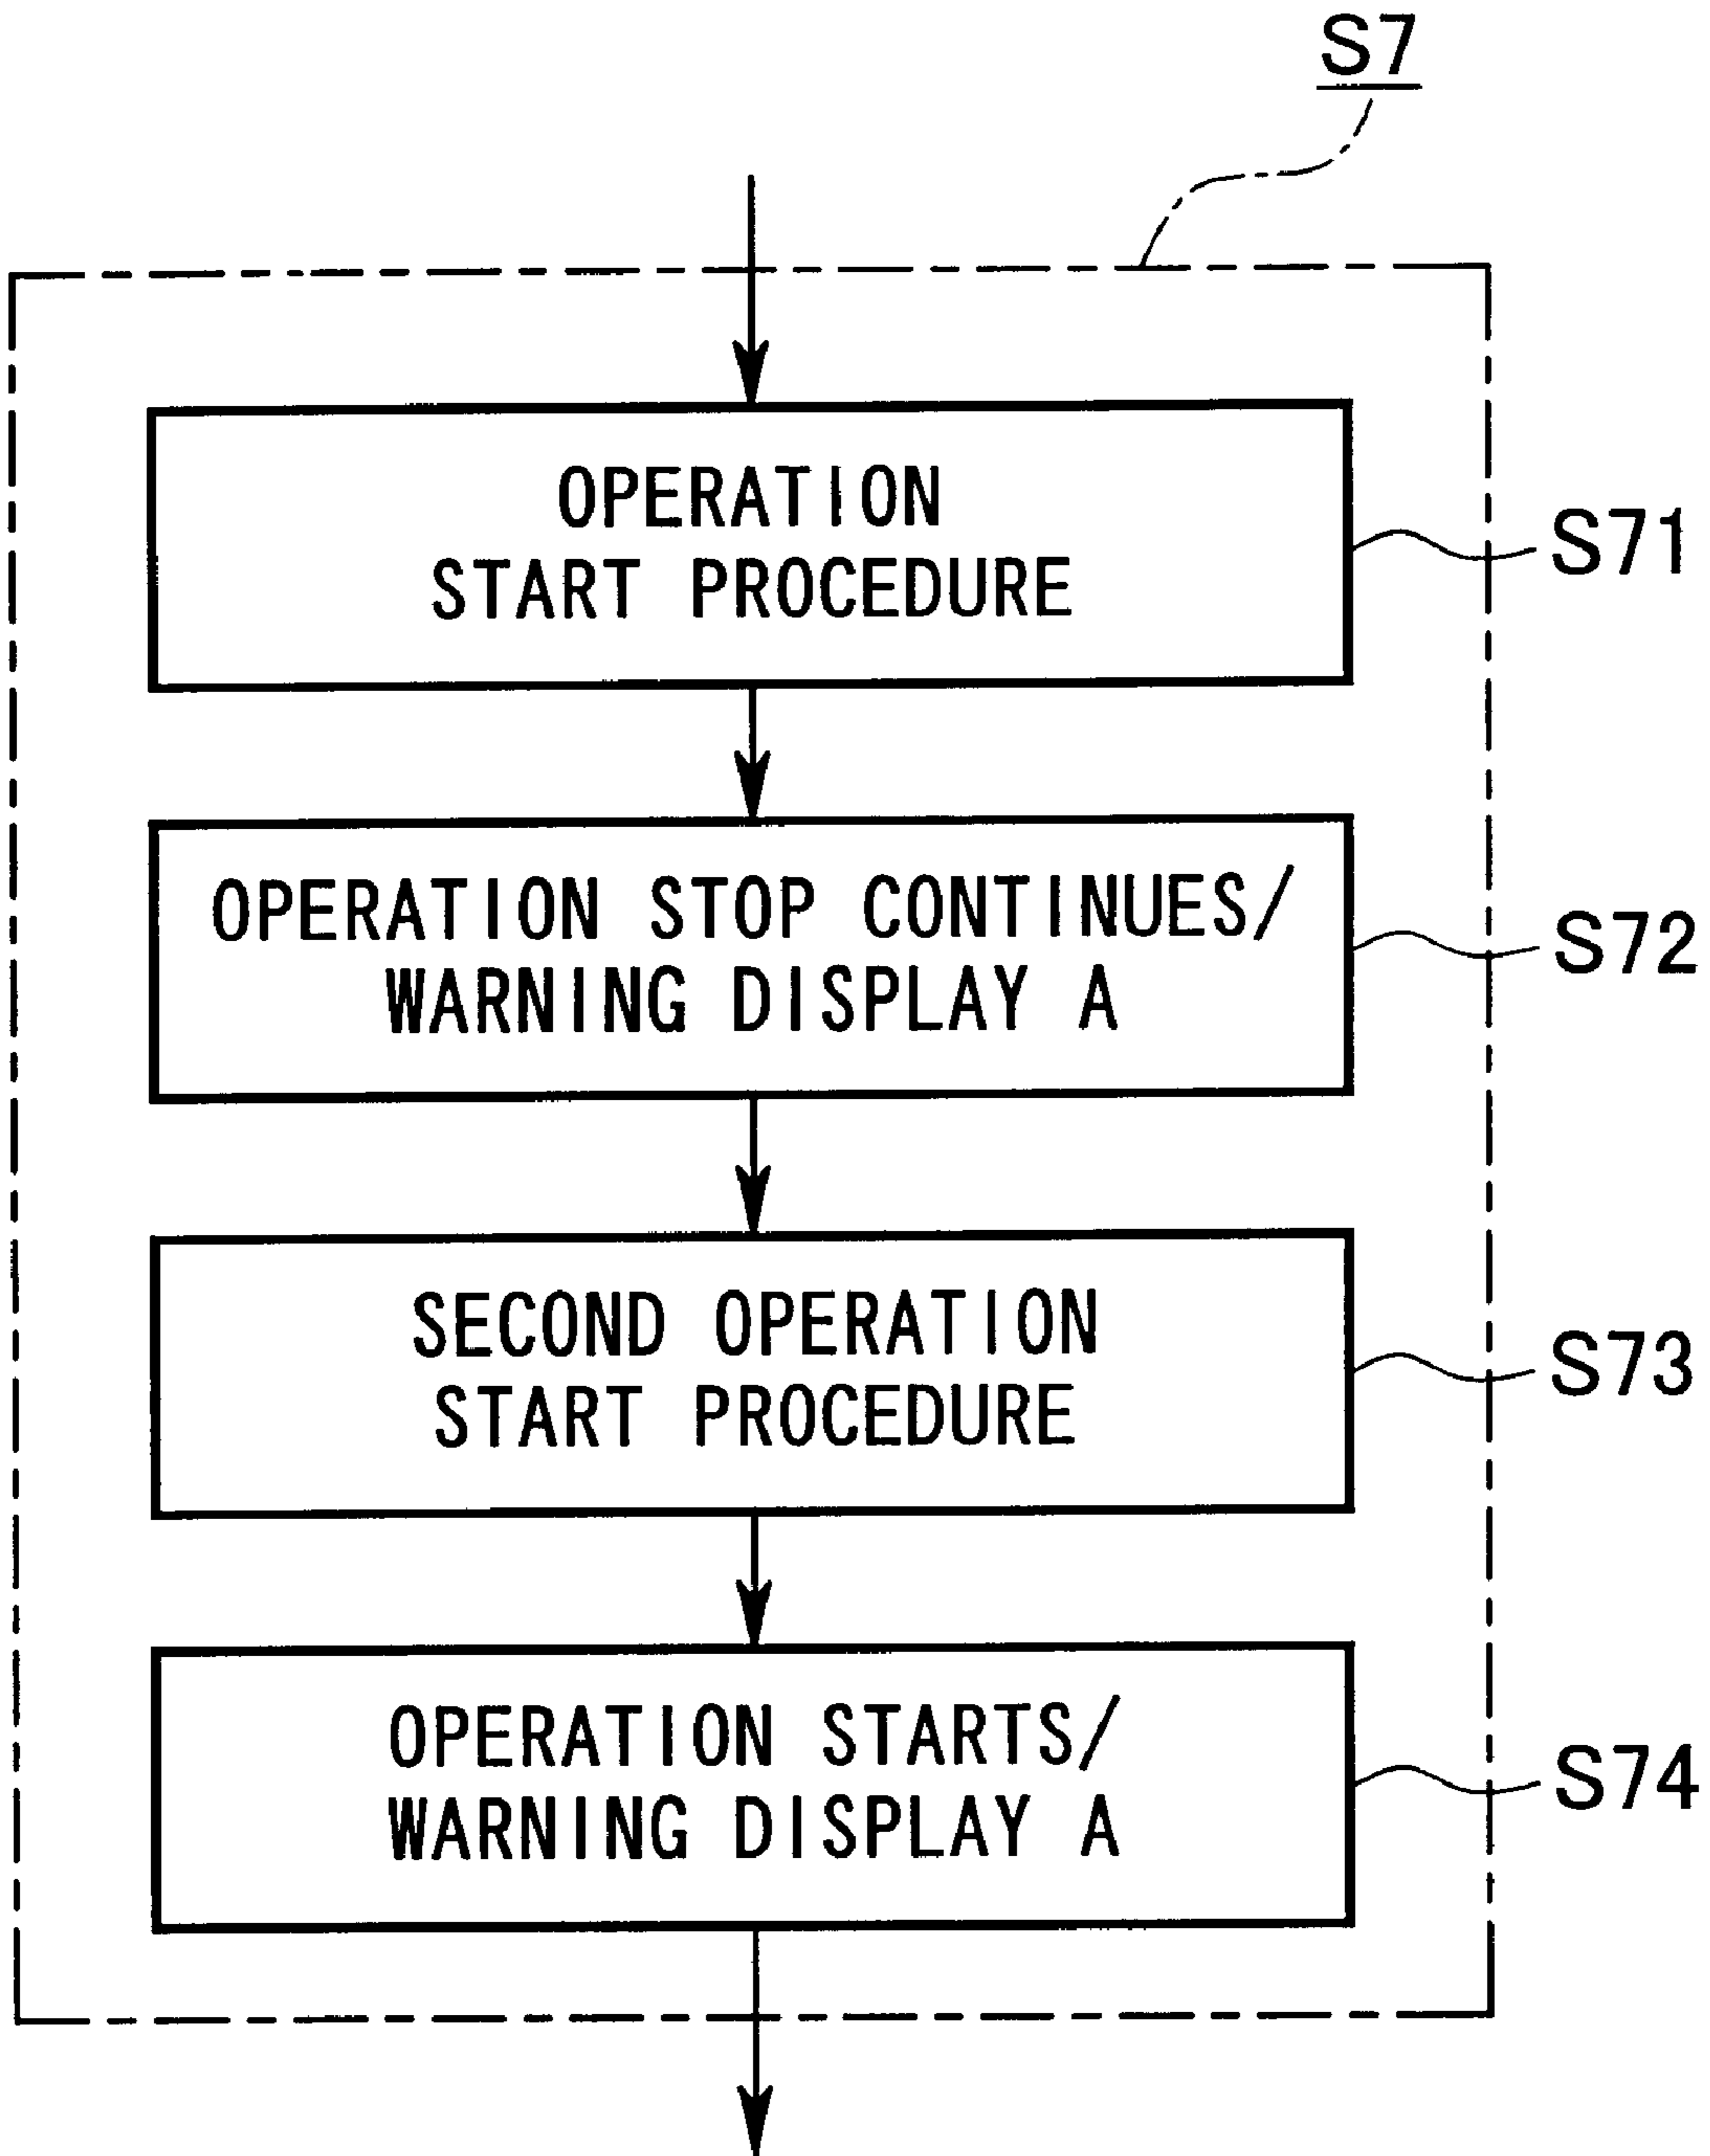 S7
OPERATION
START PROCEDURE
S71
OPERATION STOP CONTINUES/
WARNING DISPLAY A
S72
SECOND OPERATION
START PROCEDURE
S73
OPERATION STARTS/
WARNING DISPLAY A
S74